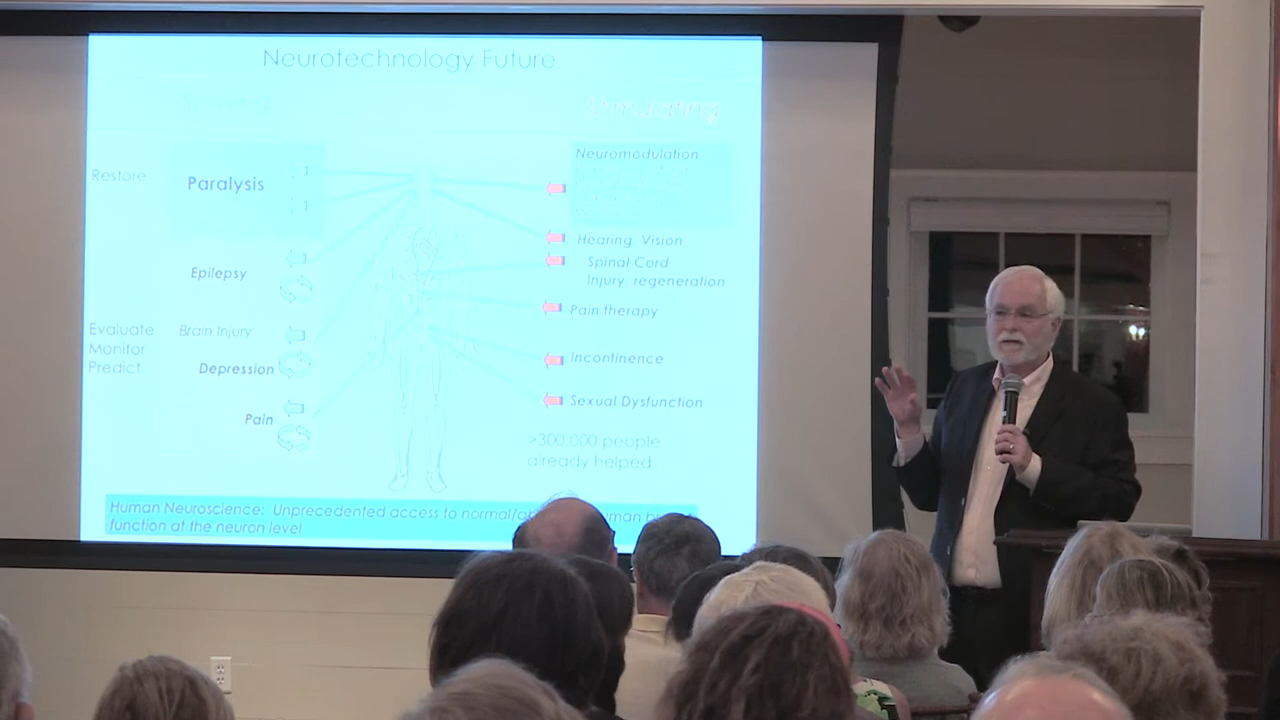 Neurotechnology Future
Stimulating
Restore
Paralysis
Epilepsy
Evaluate
Monitor
Predict
Brain Injury
Depression
Pain
Neuromodulation
Hearing, Vision
Spinal Cord
Injury, regeneration
Pain therapy
Incontinence
Sexual Dysfunction
>300,000 people
already helped
Human Neuroscience: Unprecedented access to
function at the neuron level